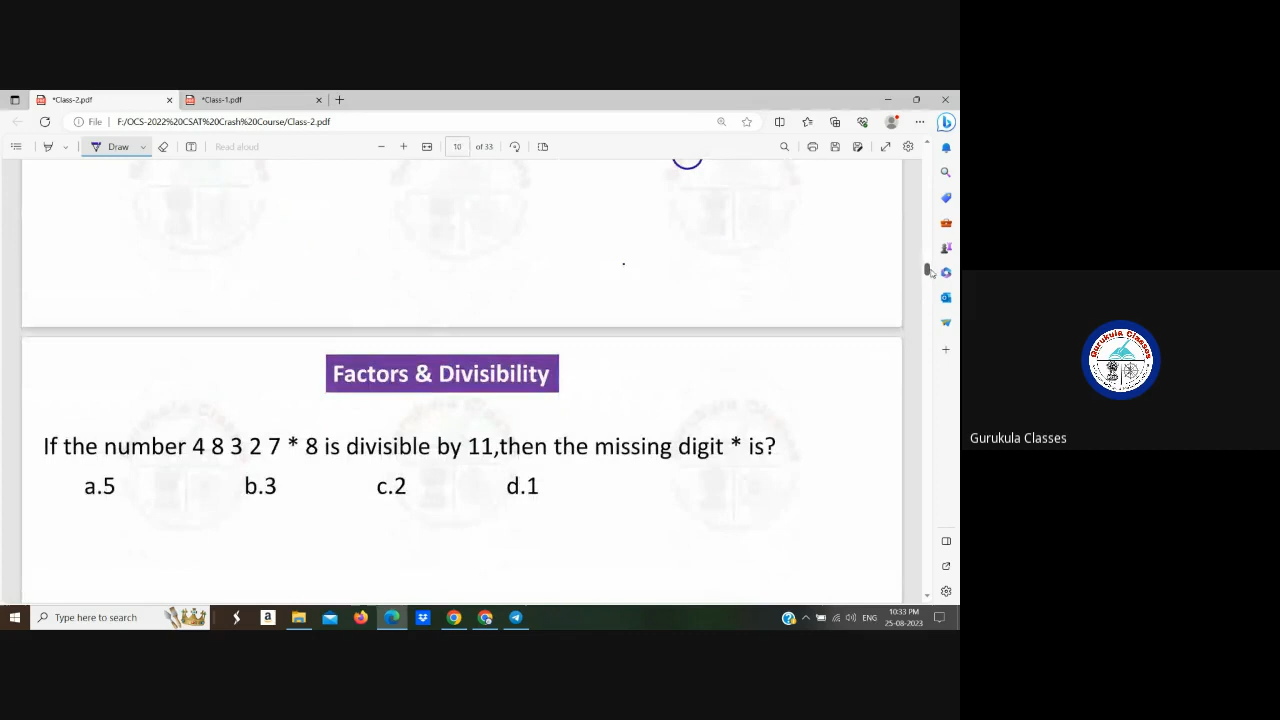 *Class-2.pdf
*Class-1.pdf
File
F:/OCS-2022%20CSAT%20Crash%20Course/Class-2.pdf
Draw
Read aloud
10 of 33
Factors & Divisibility
If the number 4 8 3 2 7 * 8 is divisible by 11,then the missing digit * is?
a.5 b.3 c.2 d.1
Gurukula Classes
Gurukula Classes
Type here to search
ENG
10:33 PM
25-08-2023